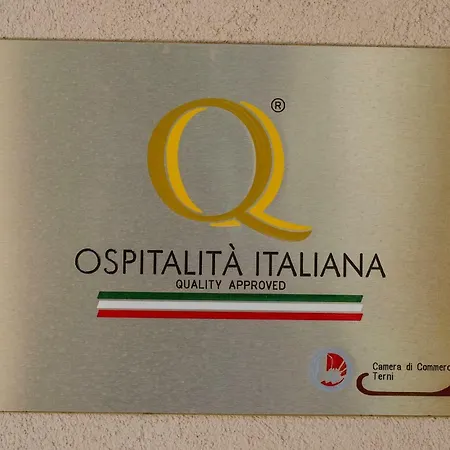 Q ®
OSPITALITÀ ITALIANA
QUALITY APPROVED
Camera di Commerc
Terni